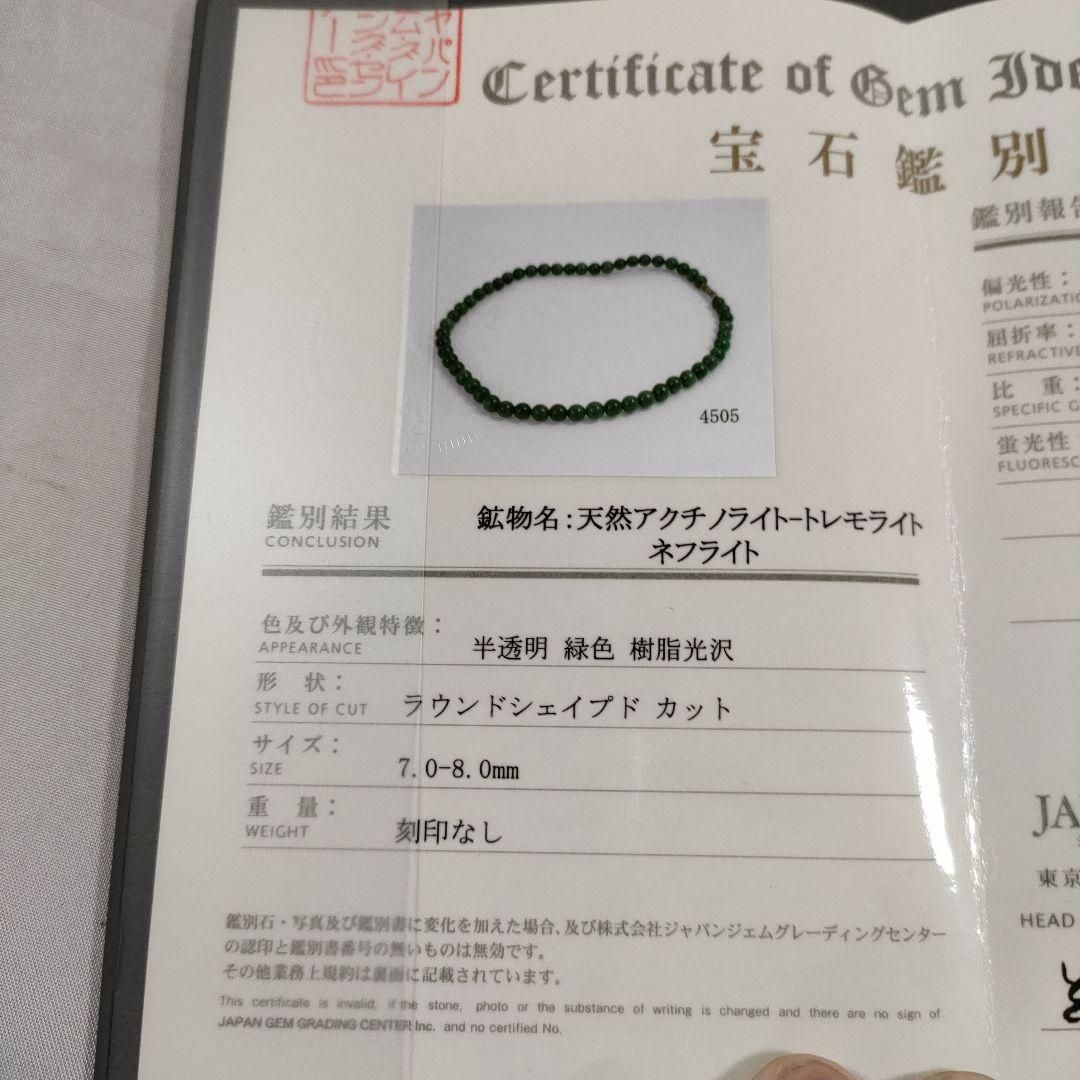 Certificate of Gem Ide
宝石鑑別
4505
鑑別結果
CONCLUSION
鉱物名:天然アクチノライト-トレモライト
ネフライト
色及び外観特徴:
APPEARANCE
半透明 緑色 樹脂光沢
形 状:
STYLE OF CUT
ラウンドシェイプド カット
サイズ:
SIZE
7.0-8.0mm
重 量:
WEIGHT
刻印なし
鑑別石・写真及び鑑別書に変化を加えた場合、及び株式会社ジャパンジェムグレーディングセンター
の認印と鑑別書番号の無いものは無効です。
その他業務上規約は裏面に記載されています。
This certificate is invalid, if the stone, photo or the substance of writing is changed and there are no sign of
JAPAN GEM GRADING CENTER Inc. and no certified No.
鑑別報告
偏光性:
POLARIZATIO
屈折率:
REFRACTIVE
比 重:
SPECIFIC G
蛍光性
FLUORESC
JA
東京
HEAD